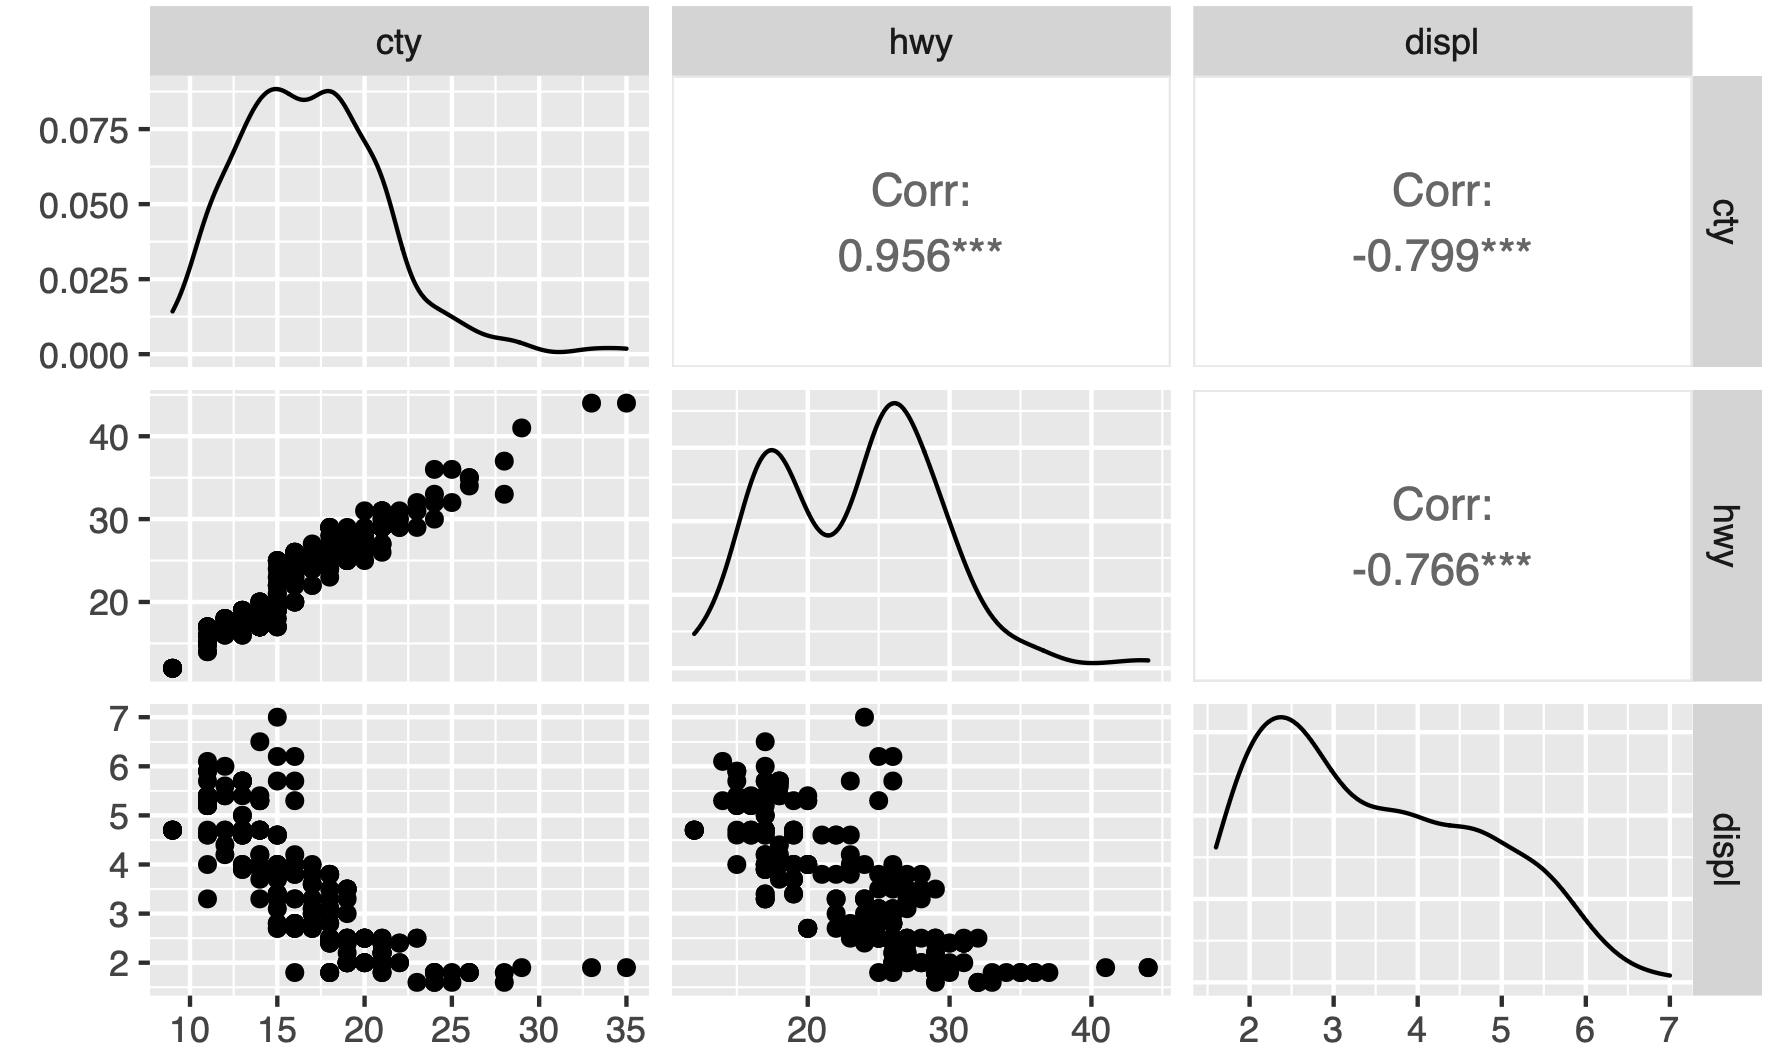 cty hwy displ
0.075
0.050
0.025
0.000
Corr:
0.956***
Corr:
-0.799***
cty
40
30
20
Corr:
-0.766***
hwy
7
6
5
4
3
2
displ
10 15 20 25 30 35
20 30 40
2 3 4 5 6 7